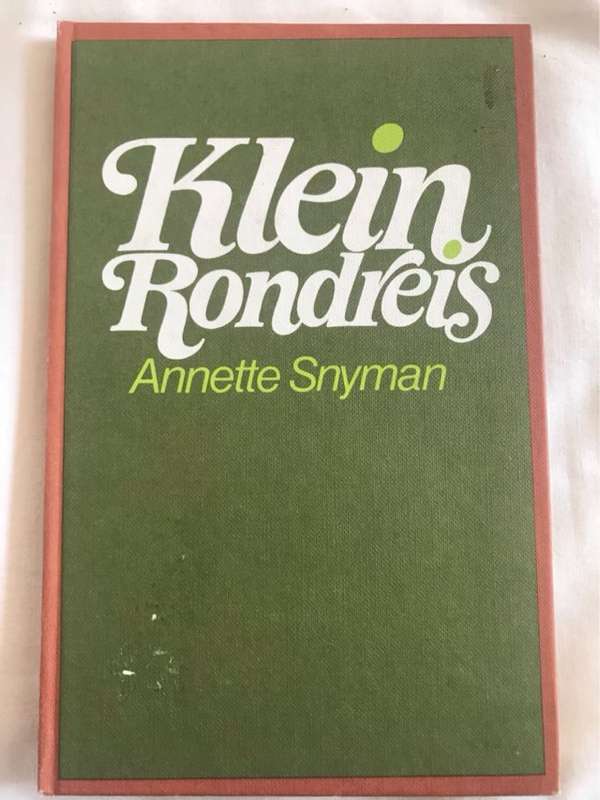 Klein
Rondreis
Annette Snyman